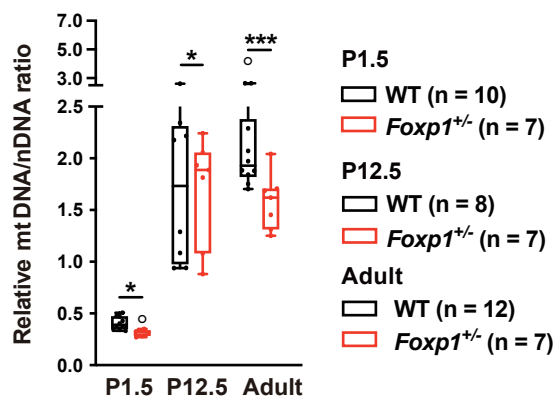 Relative mt DNA/nDNA ratio
7.0
5.0
3.0
2.5
2.0
1.5
1.0
0.5
0.0
*
*
***
P1.5 P12.5 Adult
P1.5
WT (n = 10)
Foxp1+/- (n = 7)
P12.5
WT (n = 8)
Foxp1+/- (n = 7)
Adult
WT (n = 12)
Foxp1+/- (n = 7)